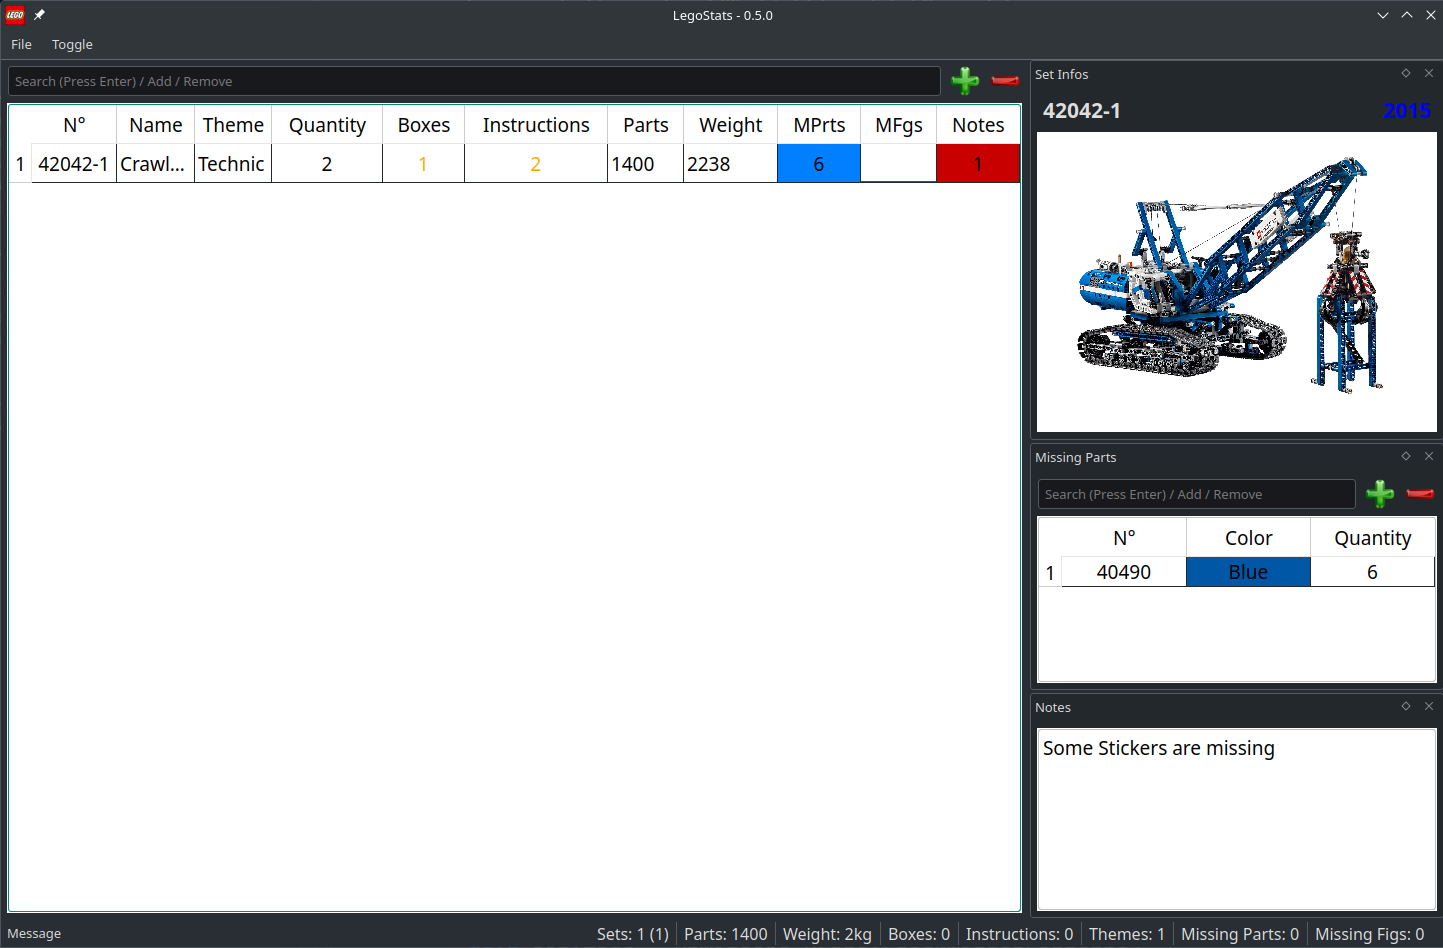 LEGO
LegoStats - 0.5.0
File Toggle
Search (Press Enter) / Add / Remove
N° Name Theme Quantity Boxes Instructions Parts Weight MPrts MFgs Notes
1 42042-1 Crawl... Technic 2 1 2 1400 2238 6 1
Set Infos
42042-1 2015
Missing Parts
Search (Press Enter) / Add / Remove
N° Color Quantity
1 40490 Blue 6
Notes
Some Stickers are missing
Message
Sets: 1 (1) Parts: 1400 Weight: 2kg Boxes: 0 Instructions: 0 Themes: 1 Missing Parts: 0 Missing Figs: 0